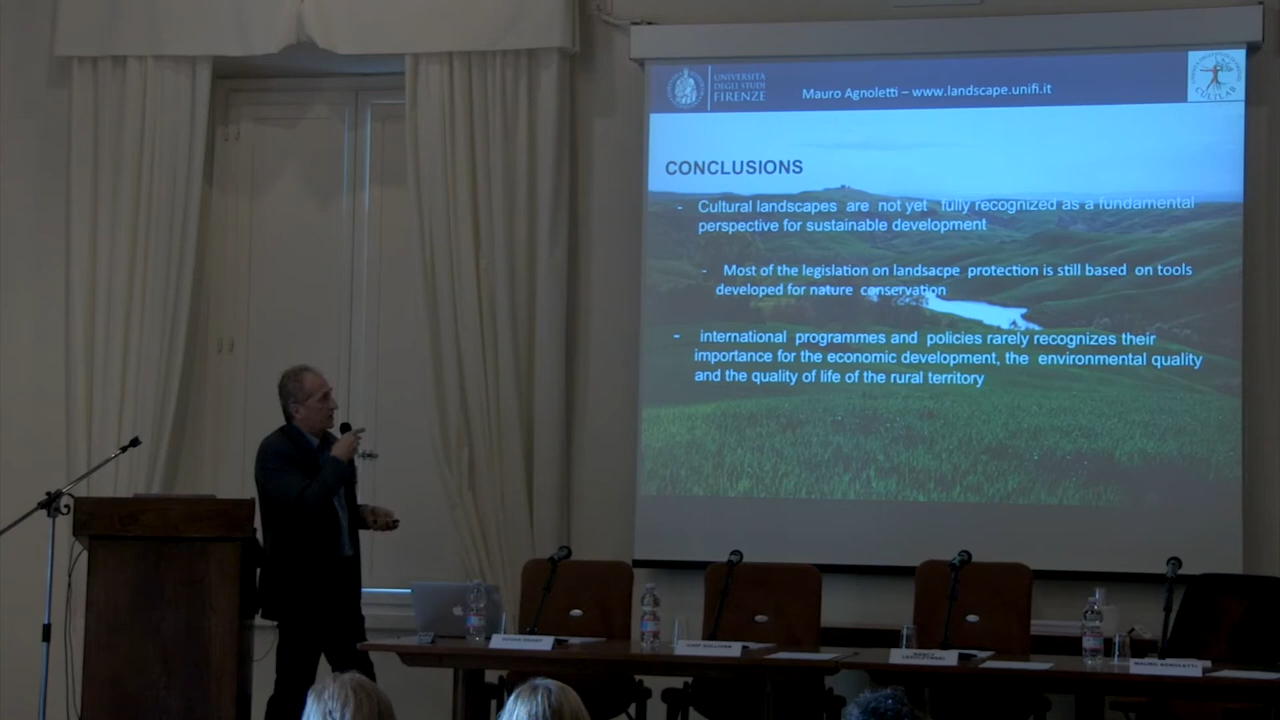 UNIVERSITÀ
DEGLI STUDI
FIRENZE
Mauro Agnoletti – www.landscape.unifi.it
CULTLAB
CONCLUSIONS
- Cultural landscapes are not yet fully recognized as a fundamental
perspective for sustainable development
- Most of the legislation on landsacpe protection is still based on tools
developed for nature conservation
- international programmes and policies rarely recognizes their
importance for the economic development, the environmental quality
and the quality of life of the rural territory
MAURO AGNOLETTI